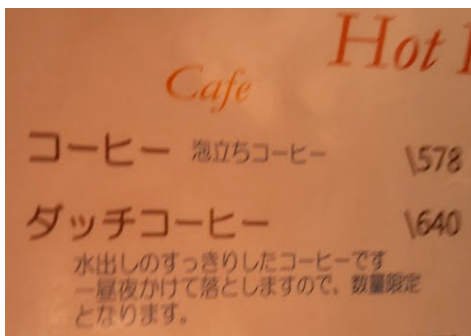 Hot
Cafe
コーヒー 泡立ちコーヒー \578
ダッチコーヒー \640
水出しのすっきりしたコーヒーです
一昼夜かけて落としますので、数量限定
となります。